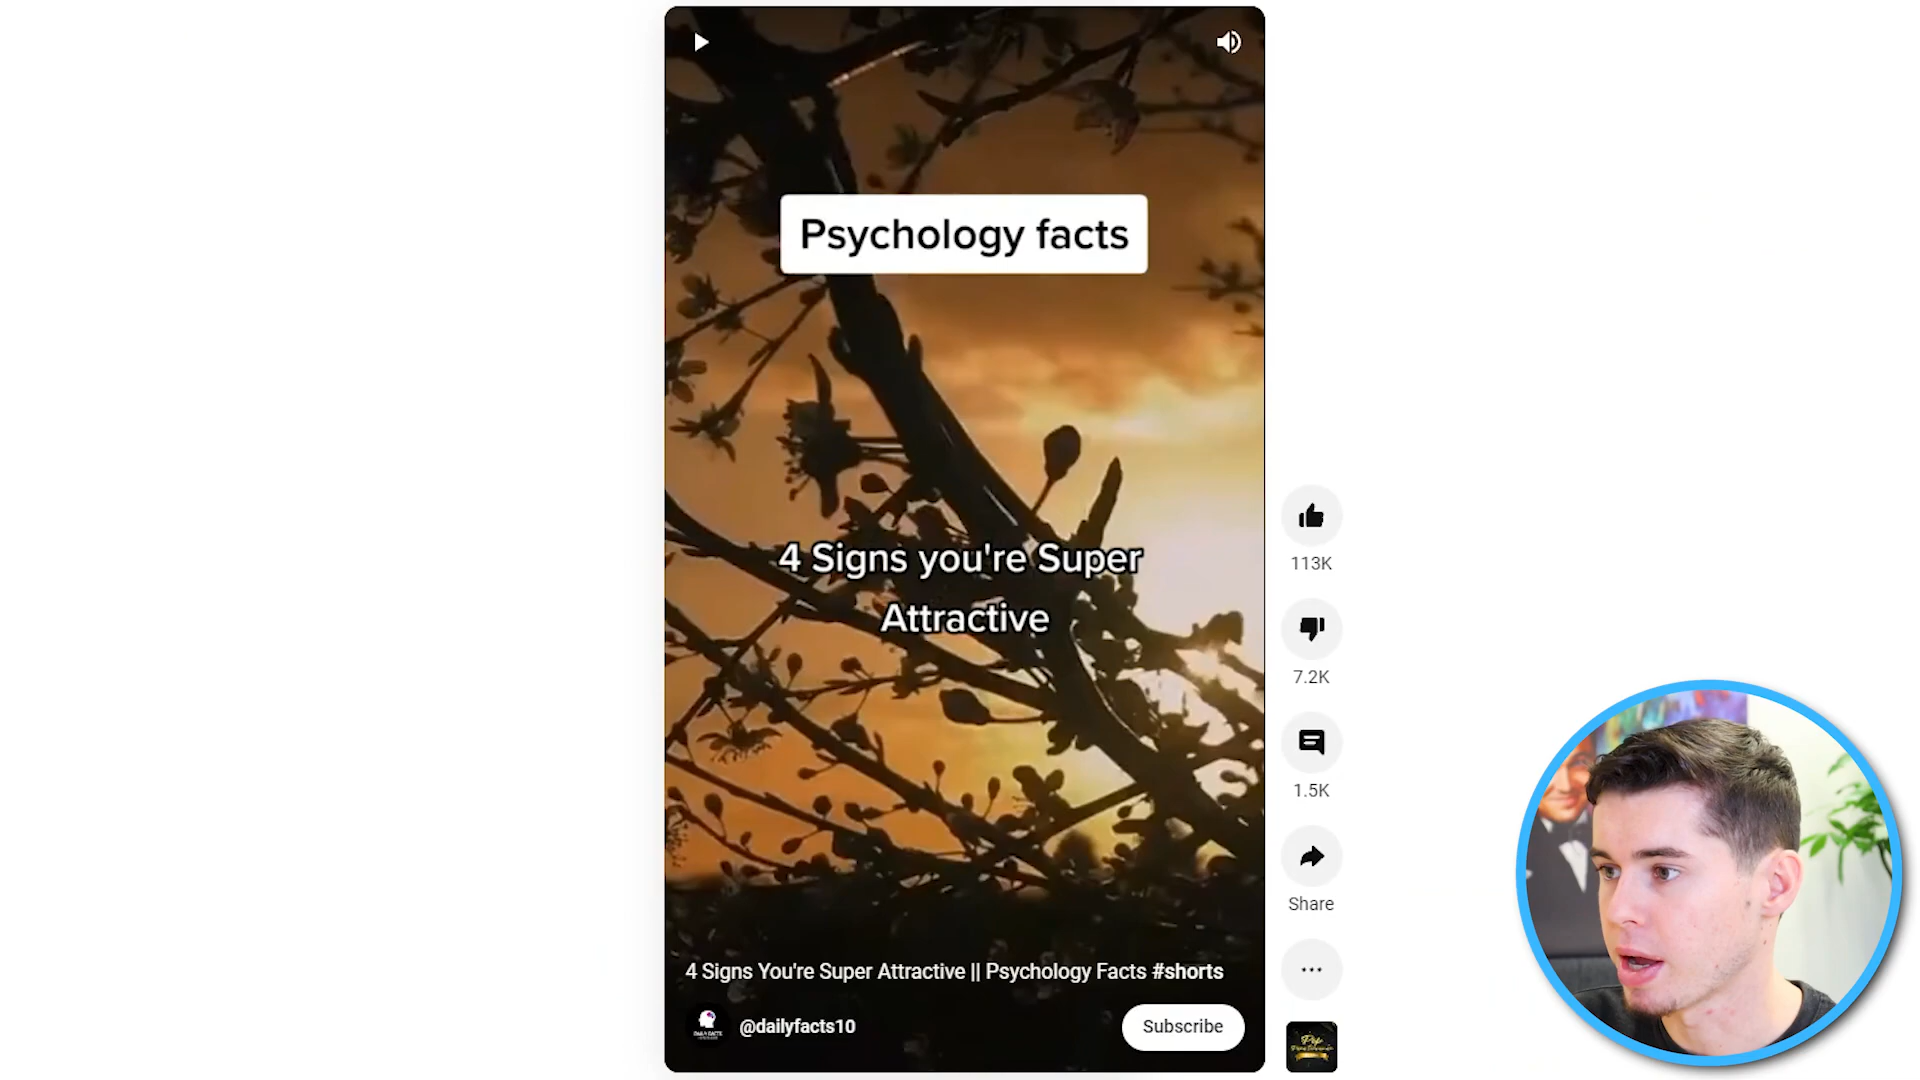 Psychology facts
4 Signs you're Super
Attractive
113K
7.2K
1.5K
Share
4 Signs You're Super Attractive || Psychology Facts #shorts
@dailyfacts10
Subscribe